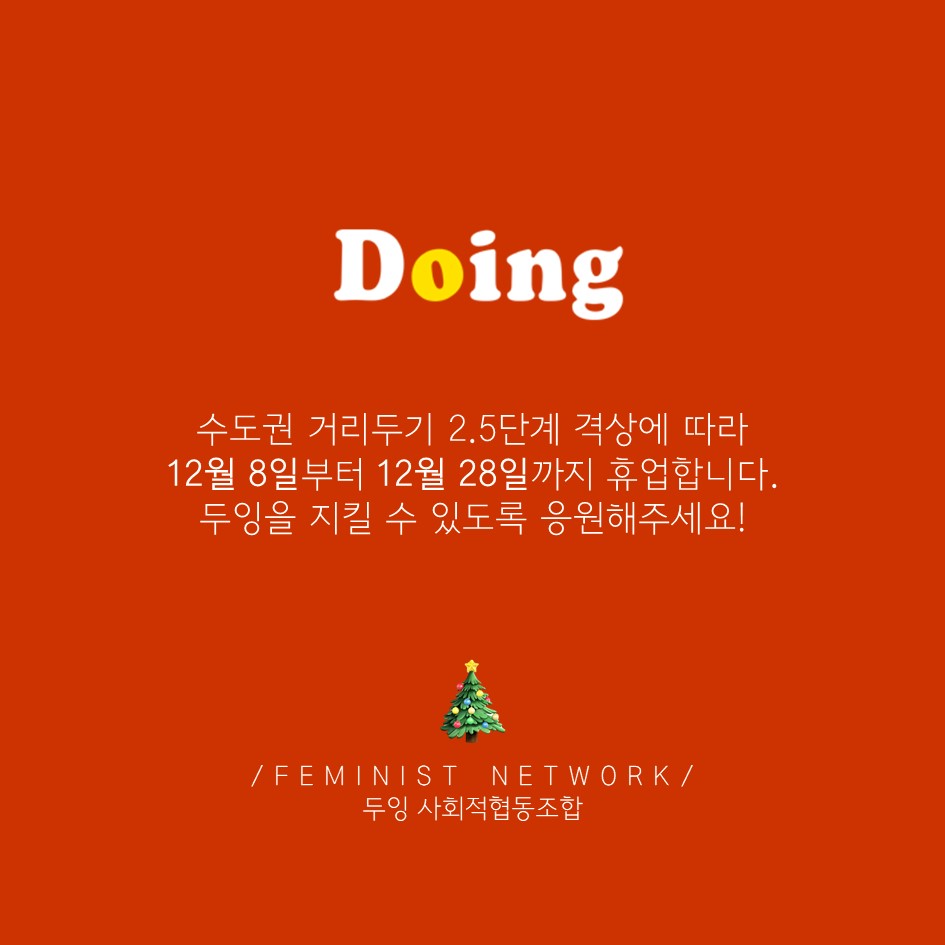 Doing
수도권 거리두기 2.5단계 격상에 따라
12월 8일부터 12월 28일까지 휴업합니다.
두잉을 지킬 수 있도록 응원해주세요!
/FEMINIST NETWORK/
두잉 사회적협동조합